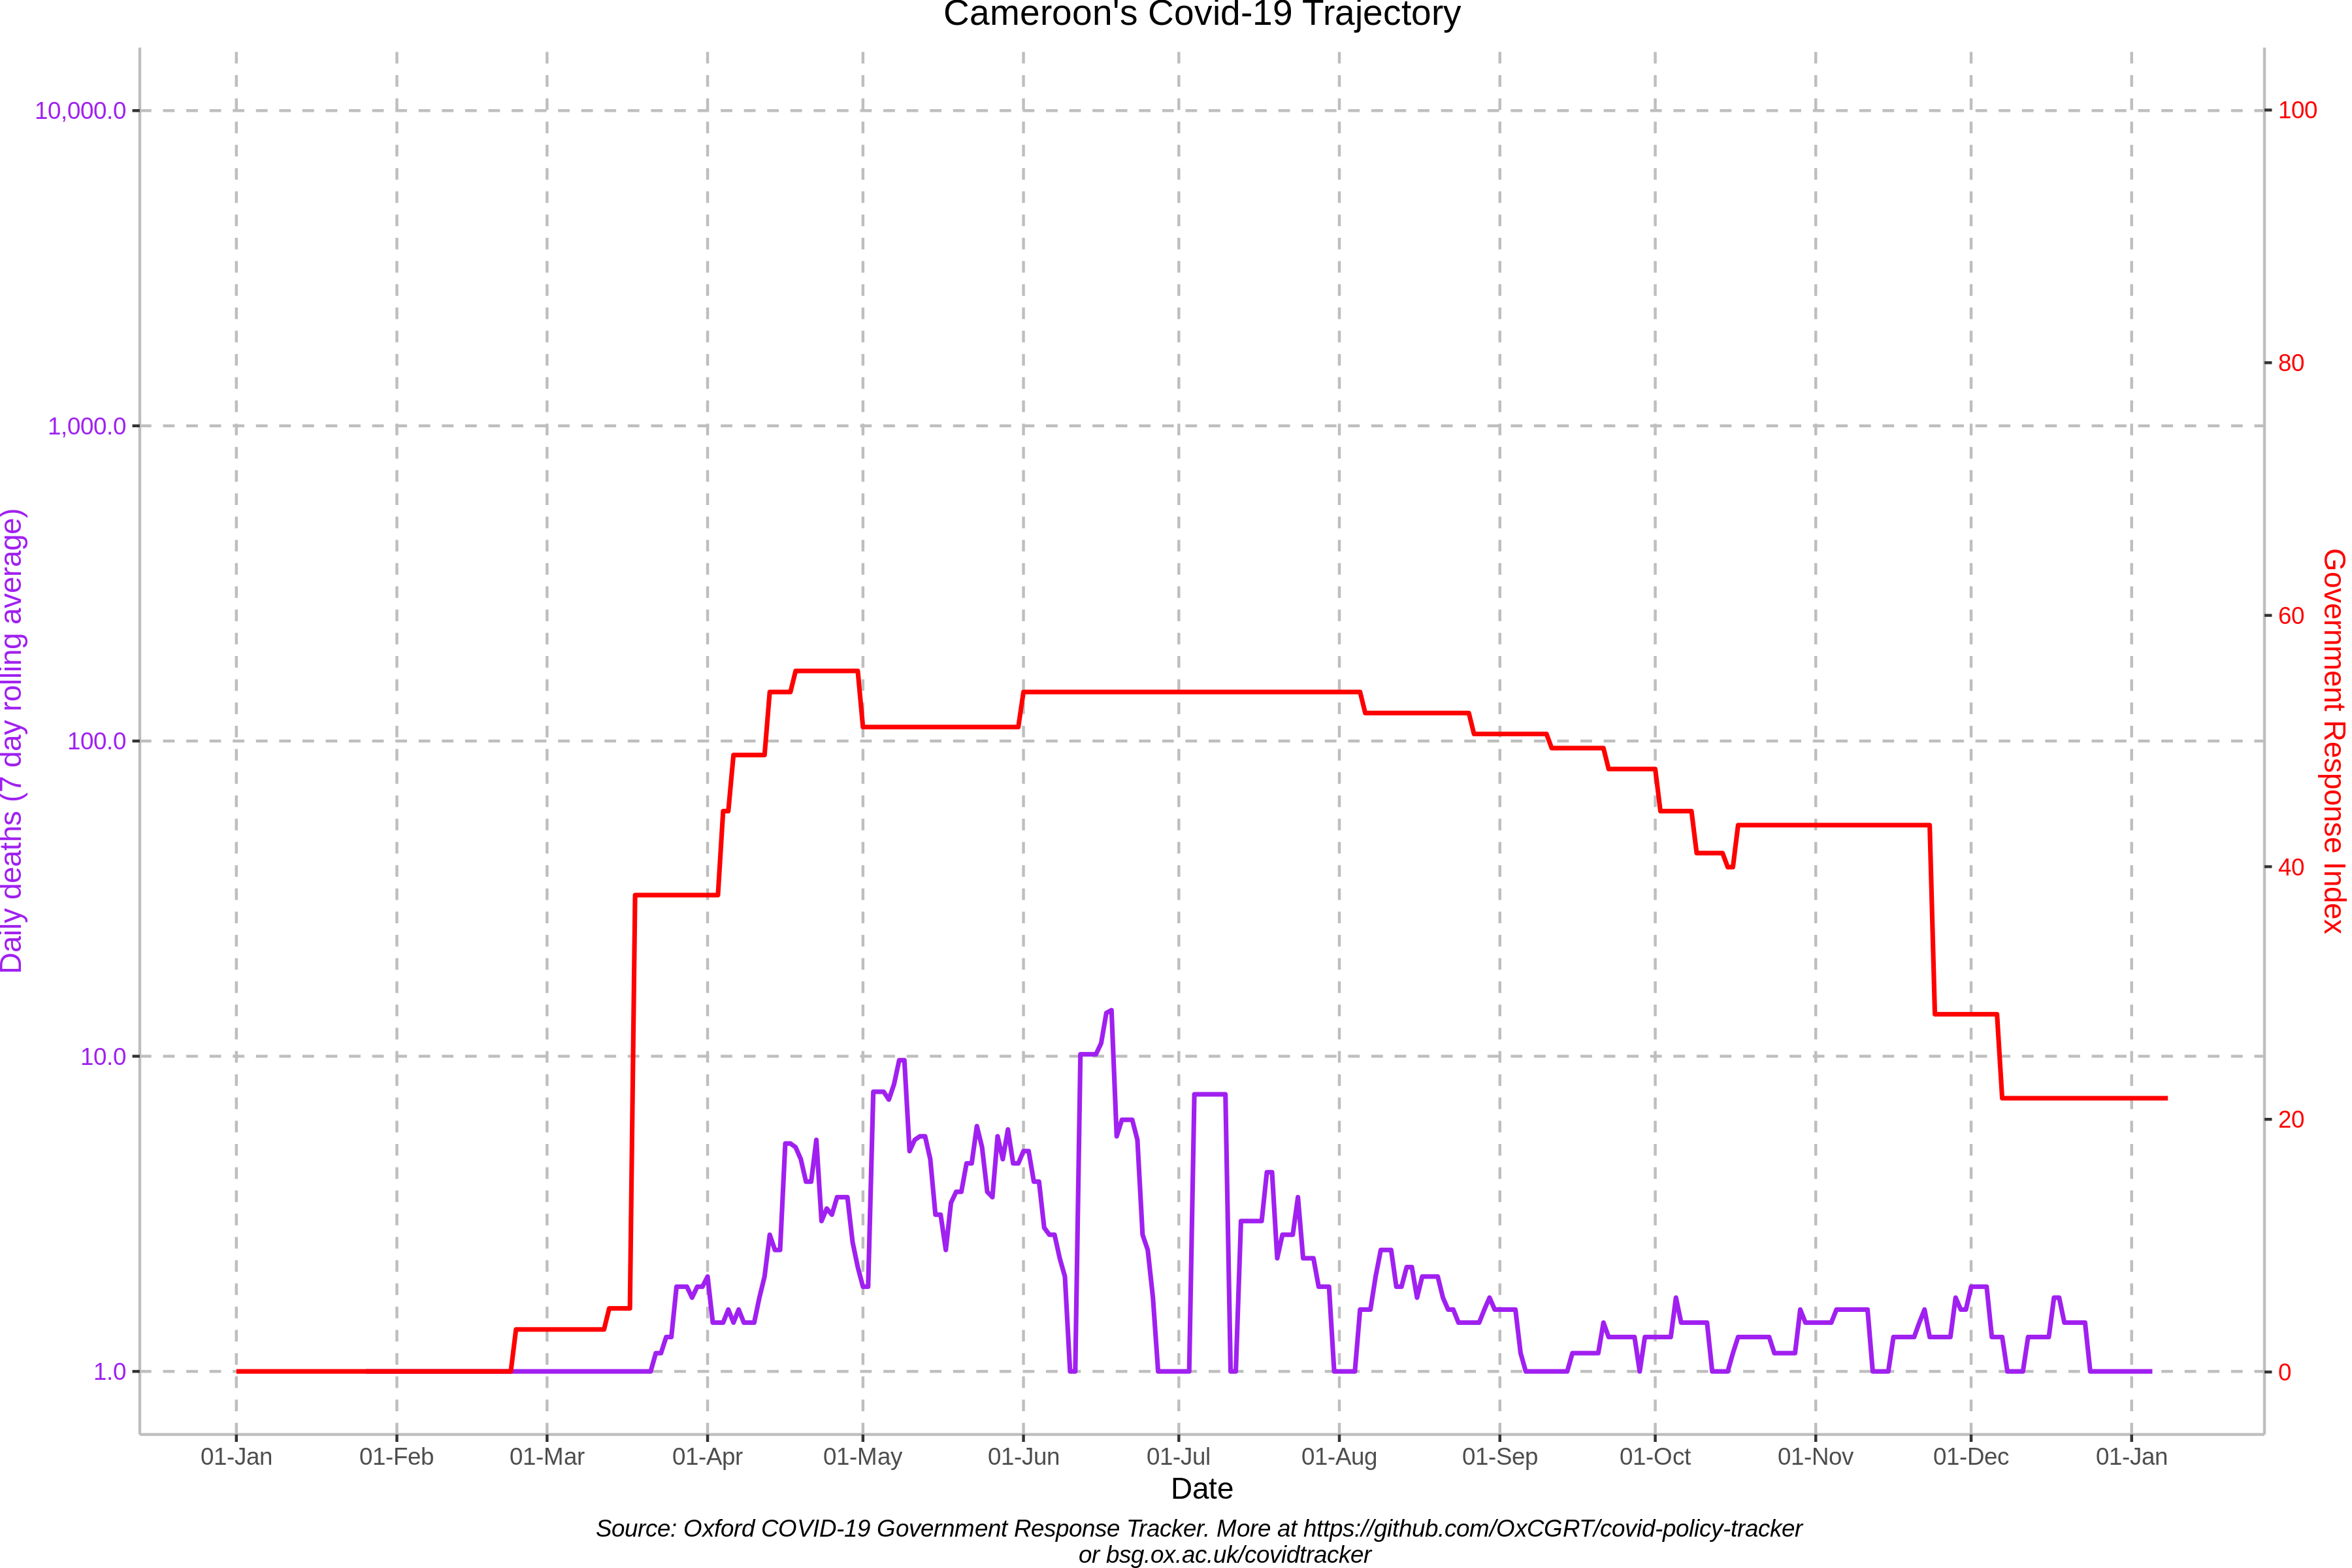 Cameroon's Covid-19 Trajectory
10,000.0
1,000.0
100.0
10.0
1.0
Daily deaths (7 day rolling average)
100
80
60
40
20
0
Government Response Index
01-Jan 01-Feb 01-Mar 01-Apr 01-May 01-Jun 01-Jul 01-Aug 01-Sep 01-Oct 01-Nov 01-Dec 01-Jan
Date
Source: Oxford COVID-19 Government Response Tracker. More at https://github.com/OxCGRT/covid-policy-tracker
or bsg.ox.ac.uk/covidtracker